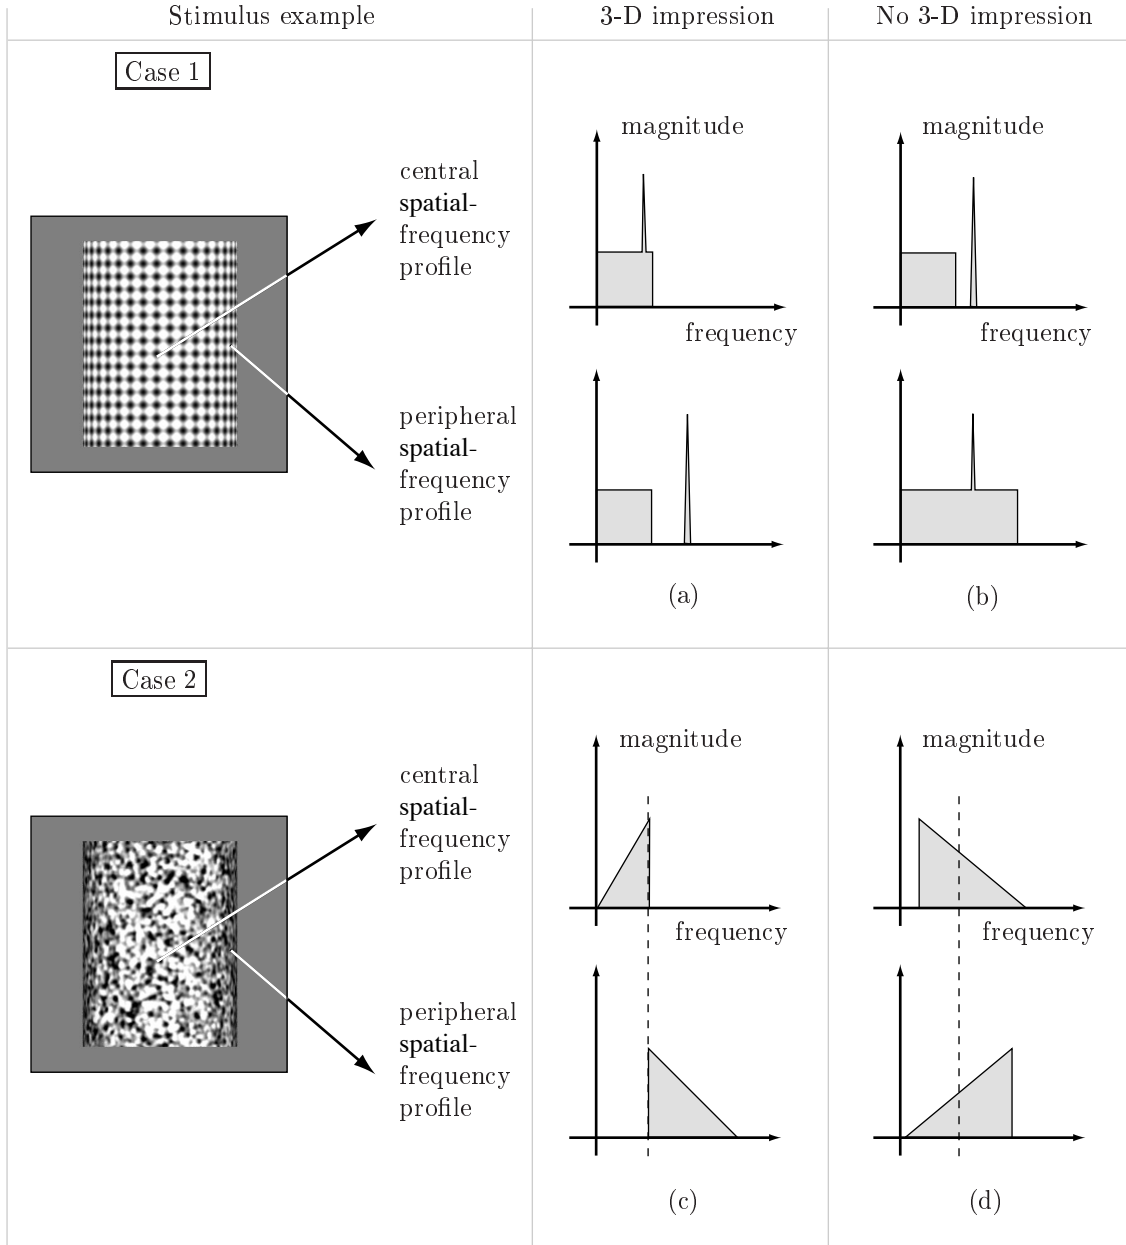 Stimulus example
3-D impression
No 3-D impression
Case 1
central
spatial-
frequency
profile
peripheral
spatial-
frequency
profile
magnitude
frequency
(a)
magnitude
frequency
(b)
Case 2
central
spatial-
frequency
profile
peripheral
spatial-
frequency
profile
magnitude
frequency
(c)
magnitude
frequency
(d)